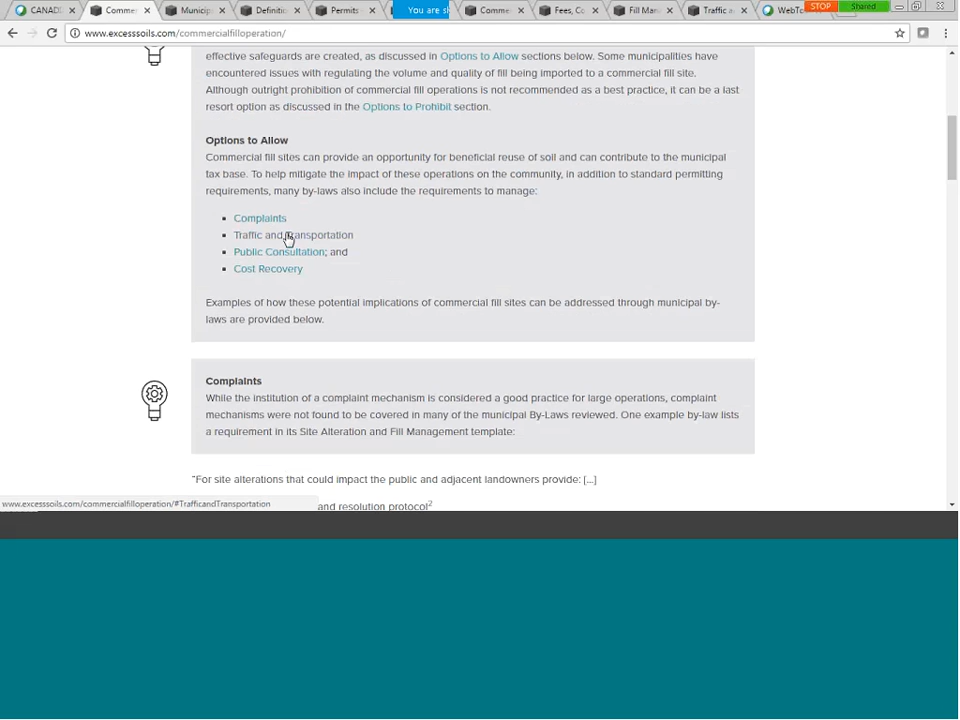 CANADI
Comme
Municip
Definitio
Permits
You are s
Comme
Fees, Co
Fill Man
Traffic a
WebTc
STOP
Shared
www.excesssoils.com/commercialfilloperation/
effective safeguards are created, as discussed in Options to Allow sections below. Some municipalities have
encountered issues with regulating the volume and quality of fill being imported to a commercial fill site.
Although outright prohibition of commercial fill operations is not recommended as a best practice, it can be a last
resort option as discussed in the Options to Prohibit section.
Options to Allow
Commercial fill sites can provide an opportunity for beneficial reuse of soil and can contribute to the municipal
tax base. To help mitigate the impact of these operations on the community, in addition to standard permitting
requirements, many by-laws also include the requirements to manage:
Complaints
Traffic and Transportation
Public Consultation; and
Cost Recovery
Examples of how these potential implications of commercial fill sites can be addressed through municipal by-
laws are provided below.
Complaints
While the institution of a complaint mechanism is considered a good practice for large operations, complaint
mechanisms were not found to be covered in many of the municipal By-Laws reviewed. One example by-law lists
a requirement in its Site Alteration and Fill Management template:
"For site alterations that could impact the public and adjacent landowners provide: [...]
www.excesssoils.com/commercialfilloperation/#TrafficandTransportation
and resolution protocol²